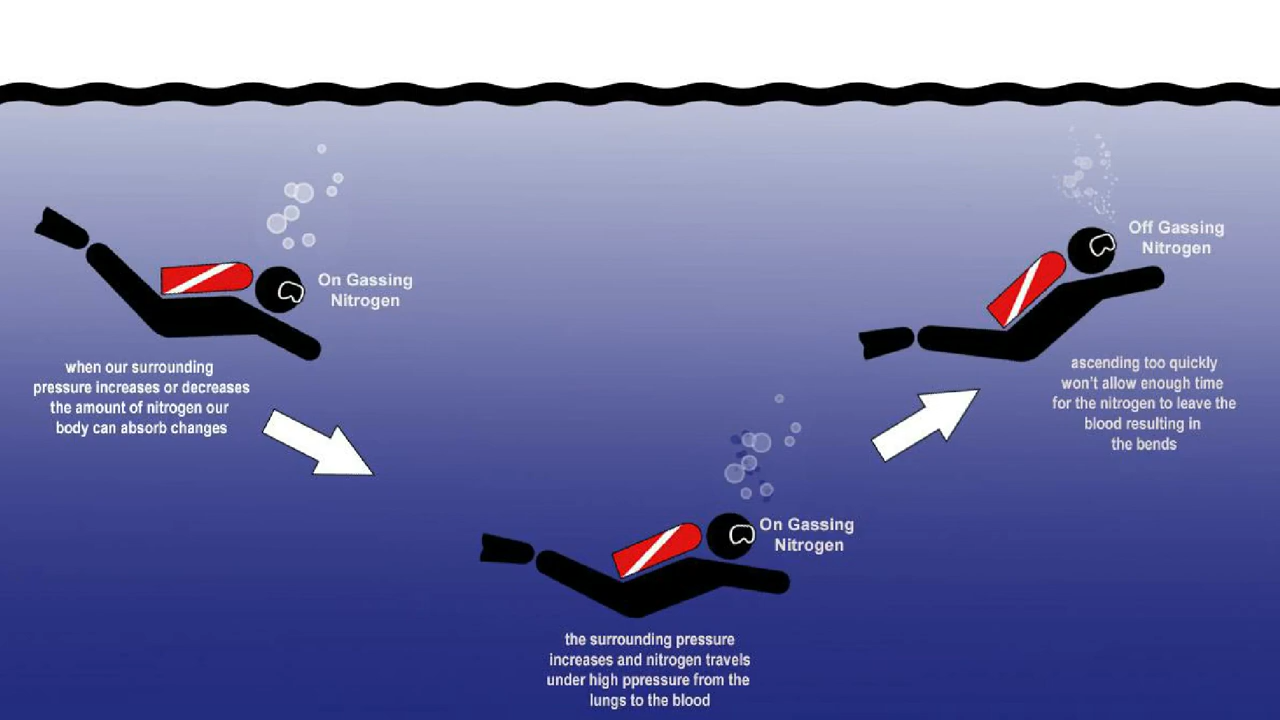 On Gassing
Nitrogen
when our surrounding
pressure increases or decreases
the amount of nitrogen our
body can absorb changes
On Gassing
Nitrogen
the surrounding pressure
increases and nitrogen travels
under high ppressure from the
lungs to the blood
Off Gassing
Nitrogen
ascending too quickly
won't allow enough time
for the nitrogen to leave the
blood resulting in
the bends